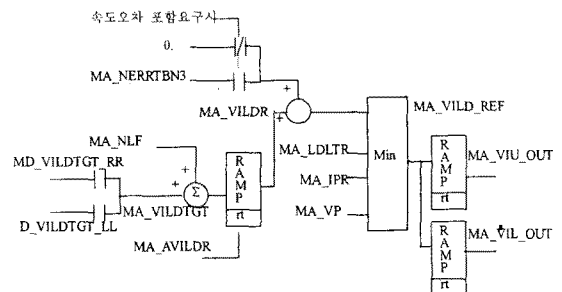 속도오차 포함요구시
0.
MA_NERRTBN3
MA_VILDR
MA_VILD_REF
MA_NLF
MD_VILDTGT_RR
D_VILDTGT_LL
MA_VILDTGT
MA_AVILDR
Σ
RAMP
rt
MA_LDLTR
MA_IPR
MA_VP
Min
RAMP
rt
MA_VIU_OUT
RAMP
rt
MA_VIL_OUT
+
+
+
+